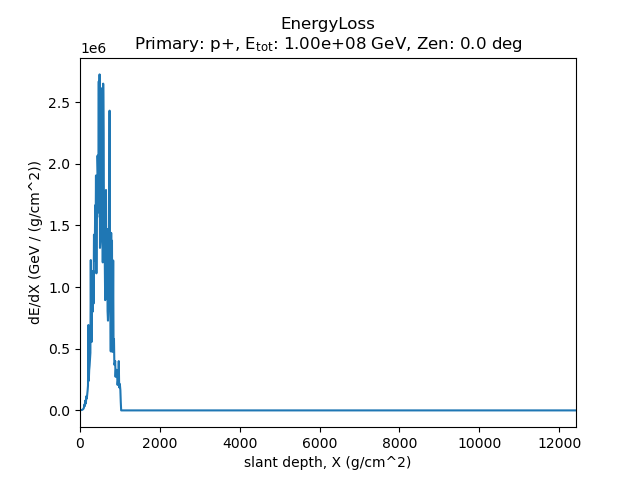 EnergyLoss
Primary: p+, E_tot: 1.00e+08 GeV, Zen: 0.0 deg
1e6
2.5
2.0
1.5
1.0
0.5
0.0
dE/dX (GeV / (g/cm^2))
0 2000 4000 6000 8000 10000 12000
slant depth, X (g/cm^2)